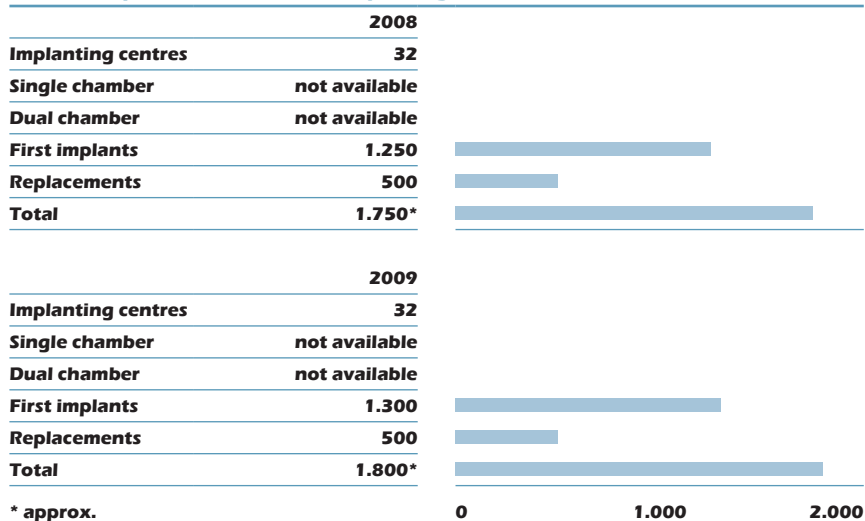 2008
Implanting centres 32
Single chamber not available
Dual chamber not available
First implants 1.250
Replacements 500
Total 1.750*
2009
Implanting centres 32
Single chamber not available
Dual chamber not available
First implants 1.300
Replacements 500
Total 1.800*
* approx. 0 1.000 2.000